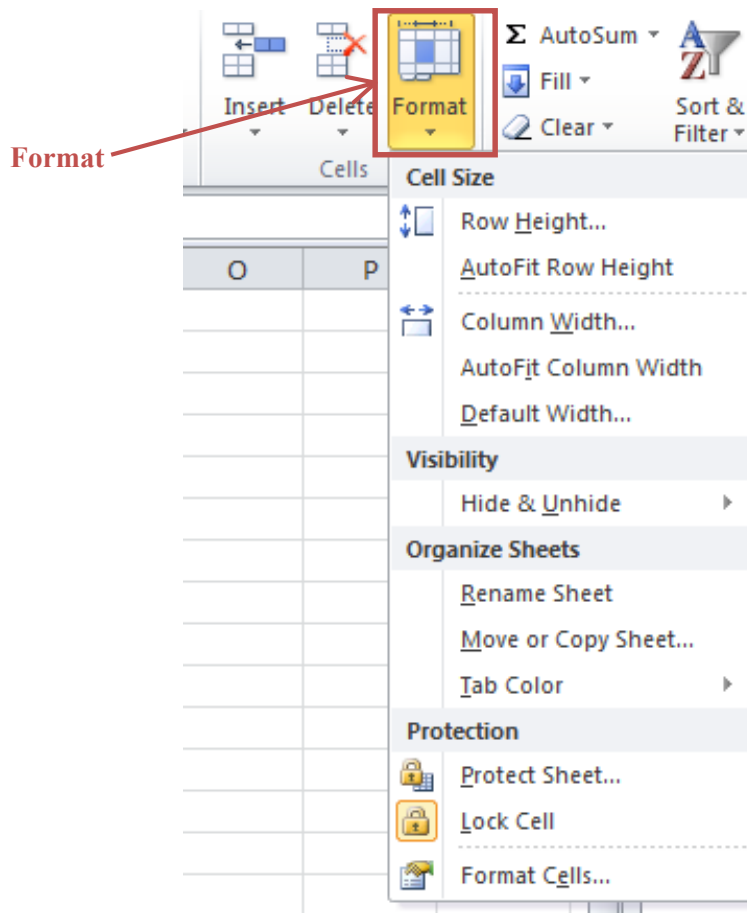 Insert Delete Format
Σ AutoSum
Fill
Clear
Sort &
Filter
Format
Cells
O P
Cell Size
Row Height...
AutoFit Row Height
Column Width...
AutoFit Column Width
Default Width...
Visibility
Hide & Unhide
Organize Sheets
Rename Sheet
Move or Copy Sheet...
Tab Color
Protection
Protect Sheet...
Lock Cell
Format Cells...